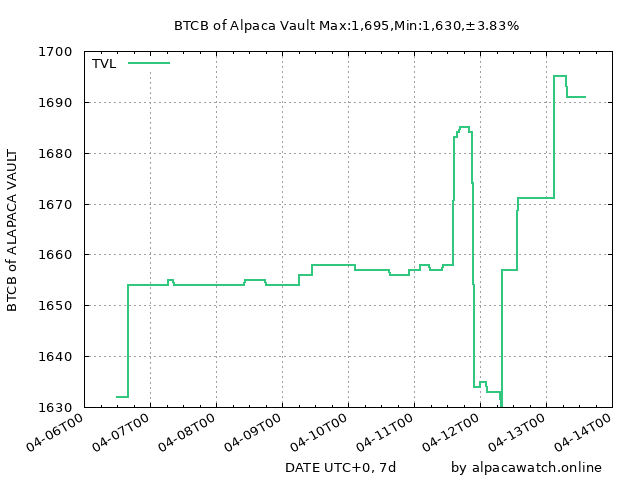 BTCB of Alpaca Vault Max:1,695,Min:1,630,±3.83%
TVL
1700
1690
1680
1670
1660
1650
1640
1630
BTCB of ALAPACA VAULT
04-06T00
04-07T00
04-08T00
04-09T00
04-10T00
04-11T00
04-12T00
04-13T00
04-14T00
DATE UTC+0, 7d
by alpacawatch.online